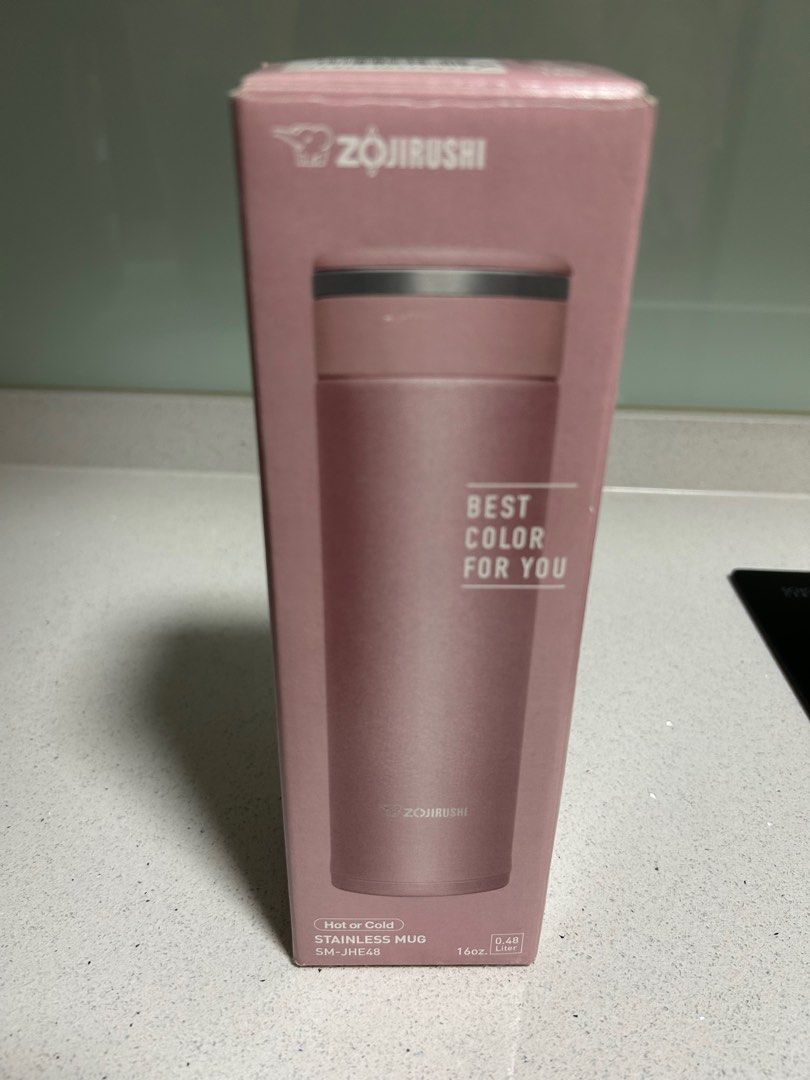 ZOJIRUSHI
BEST
COLOR
FOR YOU
ZOJIRUSHI
Hot or Cold
STAINLESS MUG
SM-JHE48
16oz.
0.48
Liter